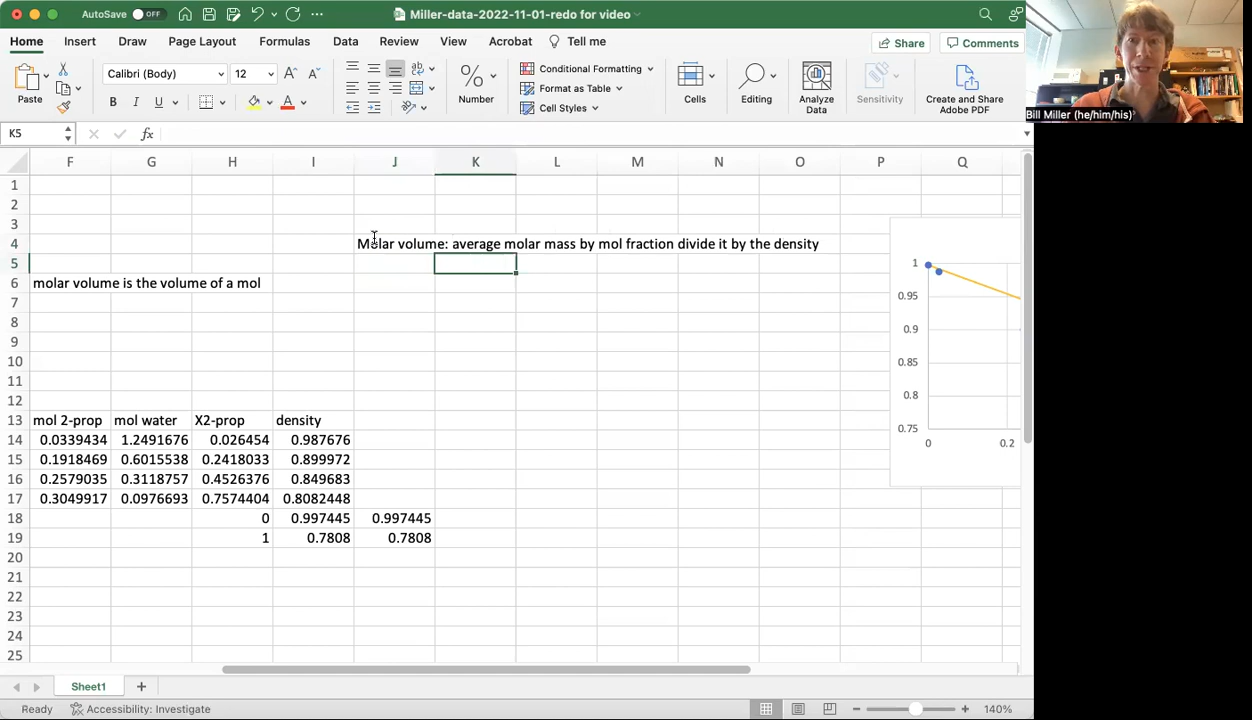 AutoSave OFF
Miller-data-2022-11-01-redo for video
Home Insert Draw Page Layout Formulas Data Review View Acrobat Tell me
Share Comments
Paste
Calibri (Body) 12
B I U A
Number
Conditional Formatting
Format as Table
Cell Styles
Cells
Editing
Analyze Data
Sensitivity
Create and Share Adobe PDF
Bill Miller (he/him/his)
K5 fx
F G H I J K L M N O P Q
1
2
3
4 Molar volume: average molar mass by mol fraction divide it by the density
5
6 molar volume is the volume of a mol
7
8
9
10
11
12
13 mol 2-prop mol water X2-prop density
14 0.0339434 1.2491676 0.026454 0.987676
15 0.1918469 0.6015538 0.2418033 0.899972
16 0.2579035 0.3118757 0.4526376 0.849683
17 0.3049917 0.0976693 0.7574404 0.8082448
18 0 0.997445 0.997445
19 1 0.7808 0.7808
20
21
22
23
24
25
1
0.95
0.9
0.85
0.8
0.75
0 0.2
Sheet1
Ready Accessibility: Investigate 140%